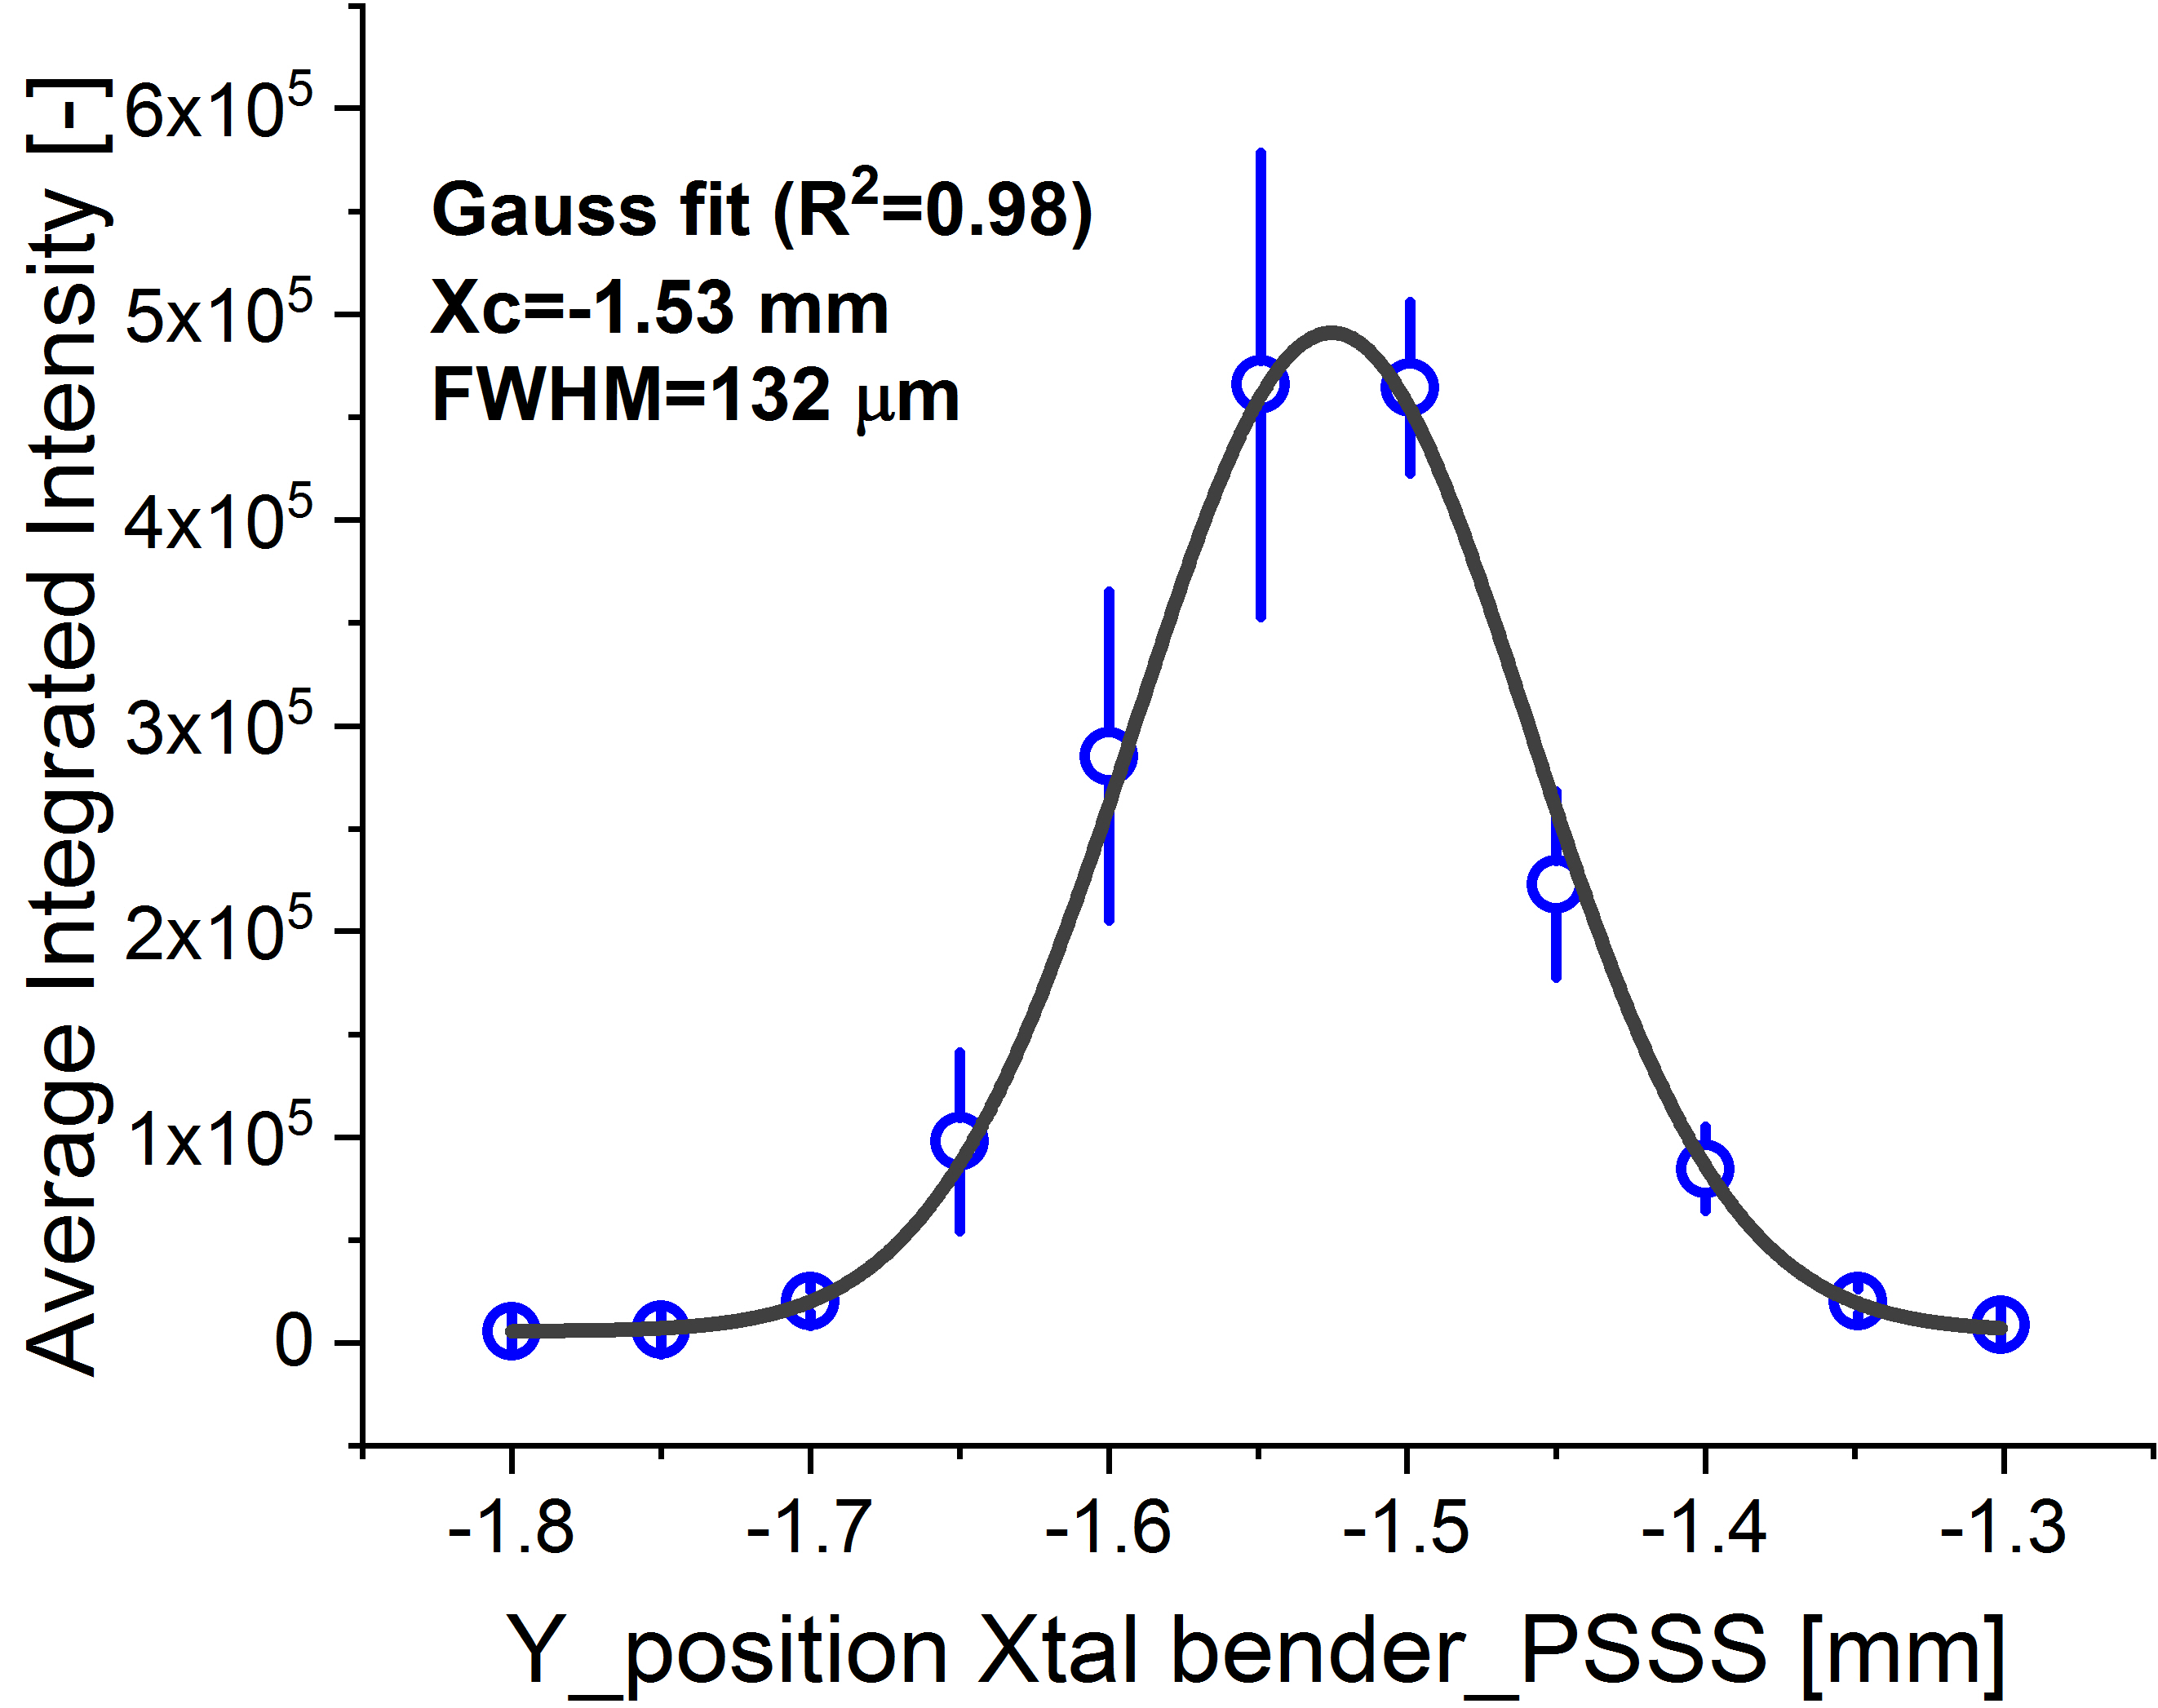 Average Integrated Intensity [-]
6x10⁵
5x10⁵
4x10⁵
3x10⁵
2x10⁵
1x10⁵
0
Gauss fit (R²=0.98)
Xc=-1.53 mm
FWHM=132 μm
-1.8 -1.7 -1.6 -1.5 -1.4 -1.3
Y_position Xtal bender_PSSS [mm]